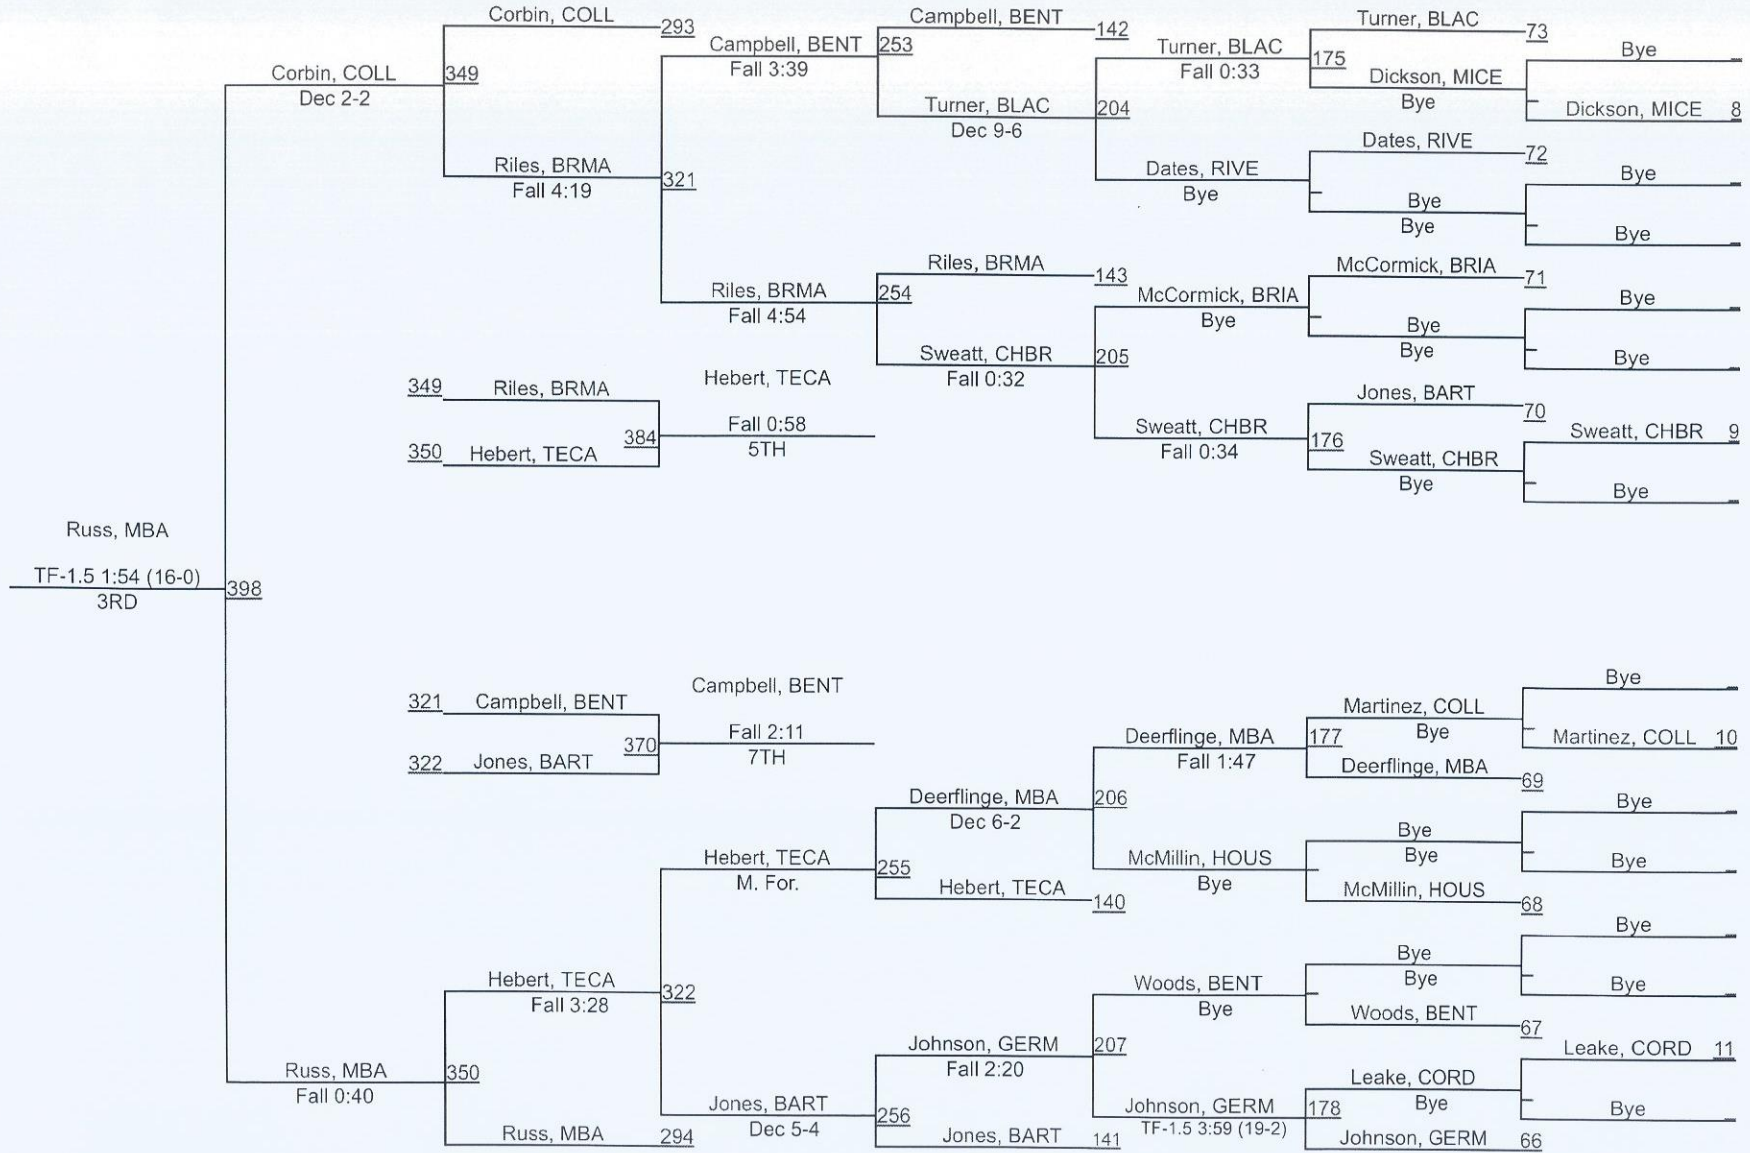 Corbin, COLL
293
Corbin, COLL
Dec 2-2
349
Riles, BRMA
Fall 4:19
Campbell, BENT
Fall 3:39
253
321
Campbell, BENT
142
Turner, BLAC
Dec 9-6
204
Turner, BLAC
Fall 0:33
175
Turner, BLAC
73
Dickson, MICE
Bye
Bye
Dickson, MICE 8
Dates, RIVE
Bye
Dates, RIVE
72
Bye
Bye
Bye
Bye
Riles, BRMA
Fall 4:54
254
Riles, BRMA
143
Sweatt, CHBR
Fall 0:32
205
McCormick, BRIA
Bye
McCormick, BRIA
71
Bye
Bye
Bye
Bye
Sweatt, CHBR
Fall 0:34
176
Jones, BART
70
Sweatt, CHBR
Bye
Sweatt, CHBR 9
Bye
349 Riles, BRMA
350 Hebert, TECA
384
Hebert, TECA
Fall 0:58
5TH
Russ, MBA
TF-1.5 1:54 (16-0)
3RD
398
321 Campbell, BENT
322 Jones, BART
370
Campbell, BENT
Fall 2:11
7TH
Bye
Martinez, COLL
Bye
Martinez, COLL 10
Deerflinge, MBA
Fall 1:47
177
Deerflinge, MBA
69
Deerflinge, MBA
Dec 6-2
206
Bye
Bye
Bye
Bye
McMillin, HOUS
Bye
McMillin, HOUS
68
Hebert, TECA
M. For.
255
Hebert, TECA
140
Hebert, TECA
Fall 3:28
322
Bye
Bye
Bye
Bye
Woods, BENT
Bye
Woods, BENT
67
Johnson, GERM
Fall 2:20
207
Leake, CORD 11
Leake, CORD
Bye
Bye
Johnson, GERM
TF-1.5 3:59 (19-2)
178
Johnson, GERM 66
Jones, BART
Dec 5-4
256
Jones, BART
141
Russ, MBA
Fall 0:40
350
Russ, MBA
294